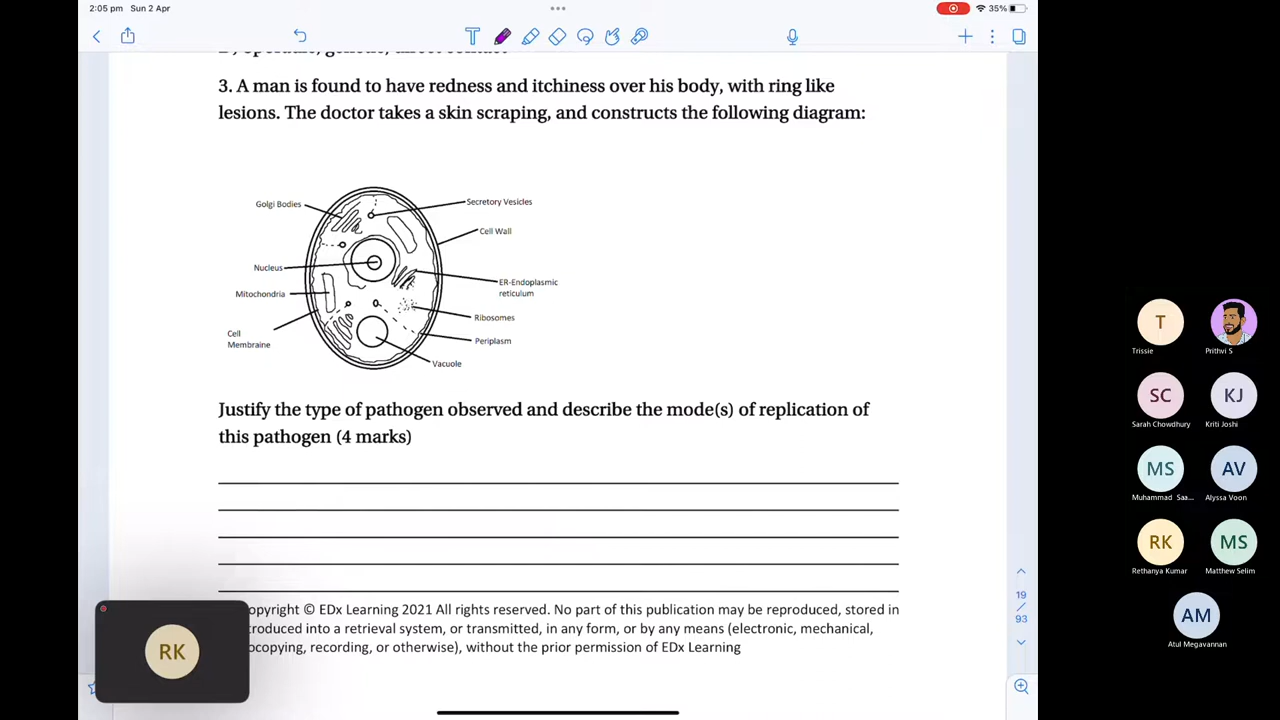 2:05 pm Sun 2 Apr
35%
3. A man is found to have redness and itchiness over his body, with ring like
lesions. The doctor takes a skin scraping, and constructs the following diagram:
Golgi Bodies
Secretory Vesicles
Cell Wall
Nucleus
ER-Endoplasmic
reticulum
Mitochondria
Ribosomes
Cell
Membraine
Periplasm
Vacuole
Justify the type of pathogen observed and describe the mode(s) of replication of
this pathogen (4 marks)
opyright © EDx Learning 2021 All rights reserved. No part of this publication may be reproduced, stored in
troduced into a retrieval system, or transmitted, in any form, or by any means (electronic, mechanical,
ocopying, recording, or otherwise), without the prior permission of EDx Learning
19
/
93
RK
T
Trissie
Prithvi S
SC
Sarah Chowdhury
KJ
Kriti Joshi
MS
Muhammad Saa...
AV
Alyssa Voon
RK
Rethanya Kumar
MS
Matthew Selim
AM
Atul Megavannan